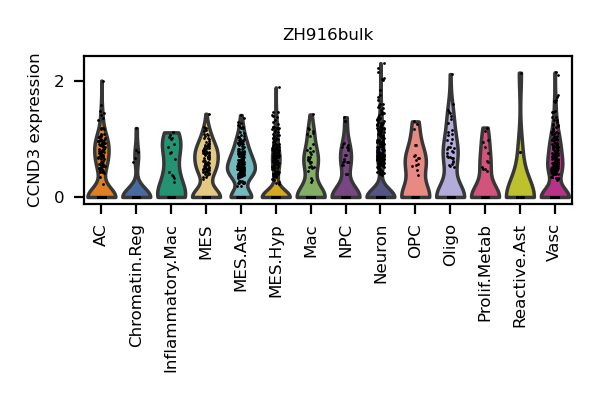 ZH916bulk
CCND3 expression
2
0
AC
Chromatin.Reg
Inflammatory.Mac
MES
MES.Ast
MES.Hyp
Mac
NPC
Neuron
OPC
Oligo
Prolif.Metab
Reactive.Ast
Vasc